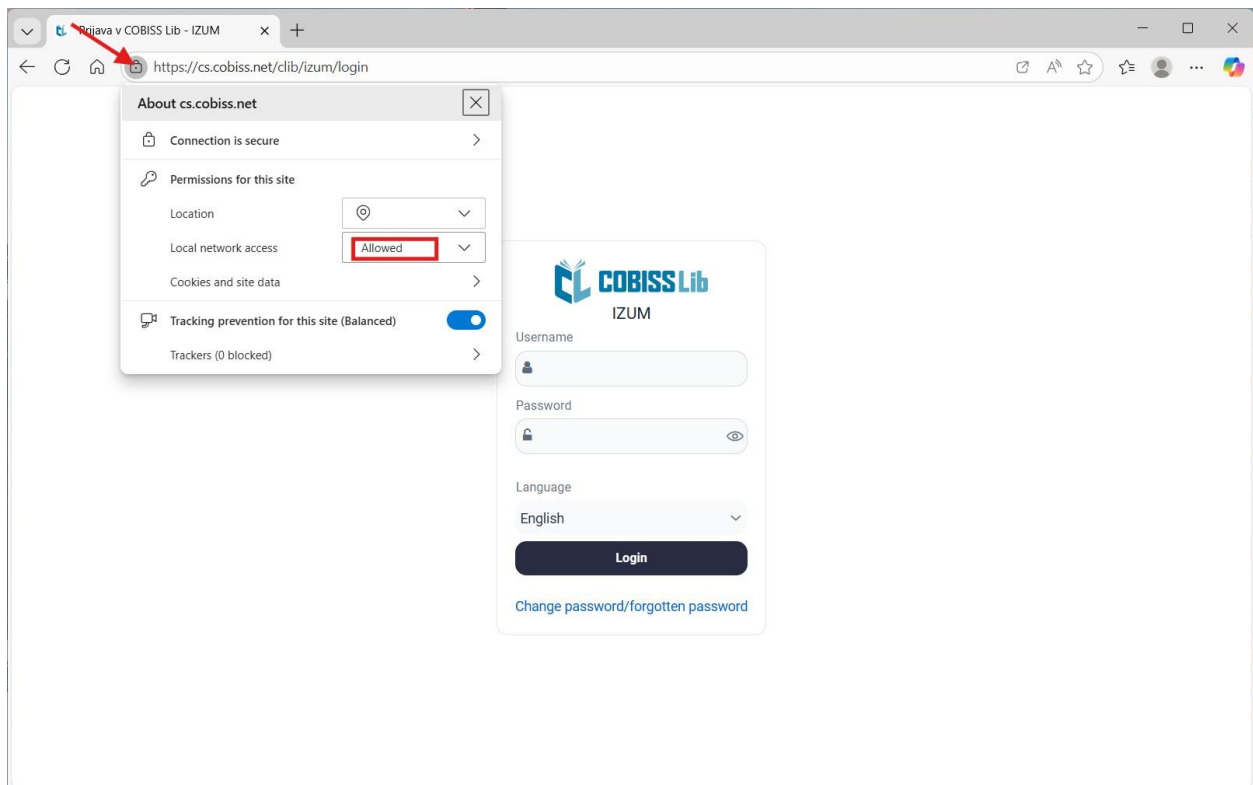 Prijava v COBISS Lib - IZUM
https://cs.cobiss.net/clib/izum/login
About cs.cobiss.net
Connection is secure
Permissions for this site
Location
Local network access Allowed
Cookies and site data
Tracking prevention for this site (Balanced)
Trackers (0 blocked)
CL COBISS Lib
IZUM
Username
Password
Language
English
Login
Change password/forgotten password